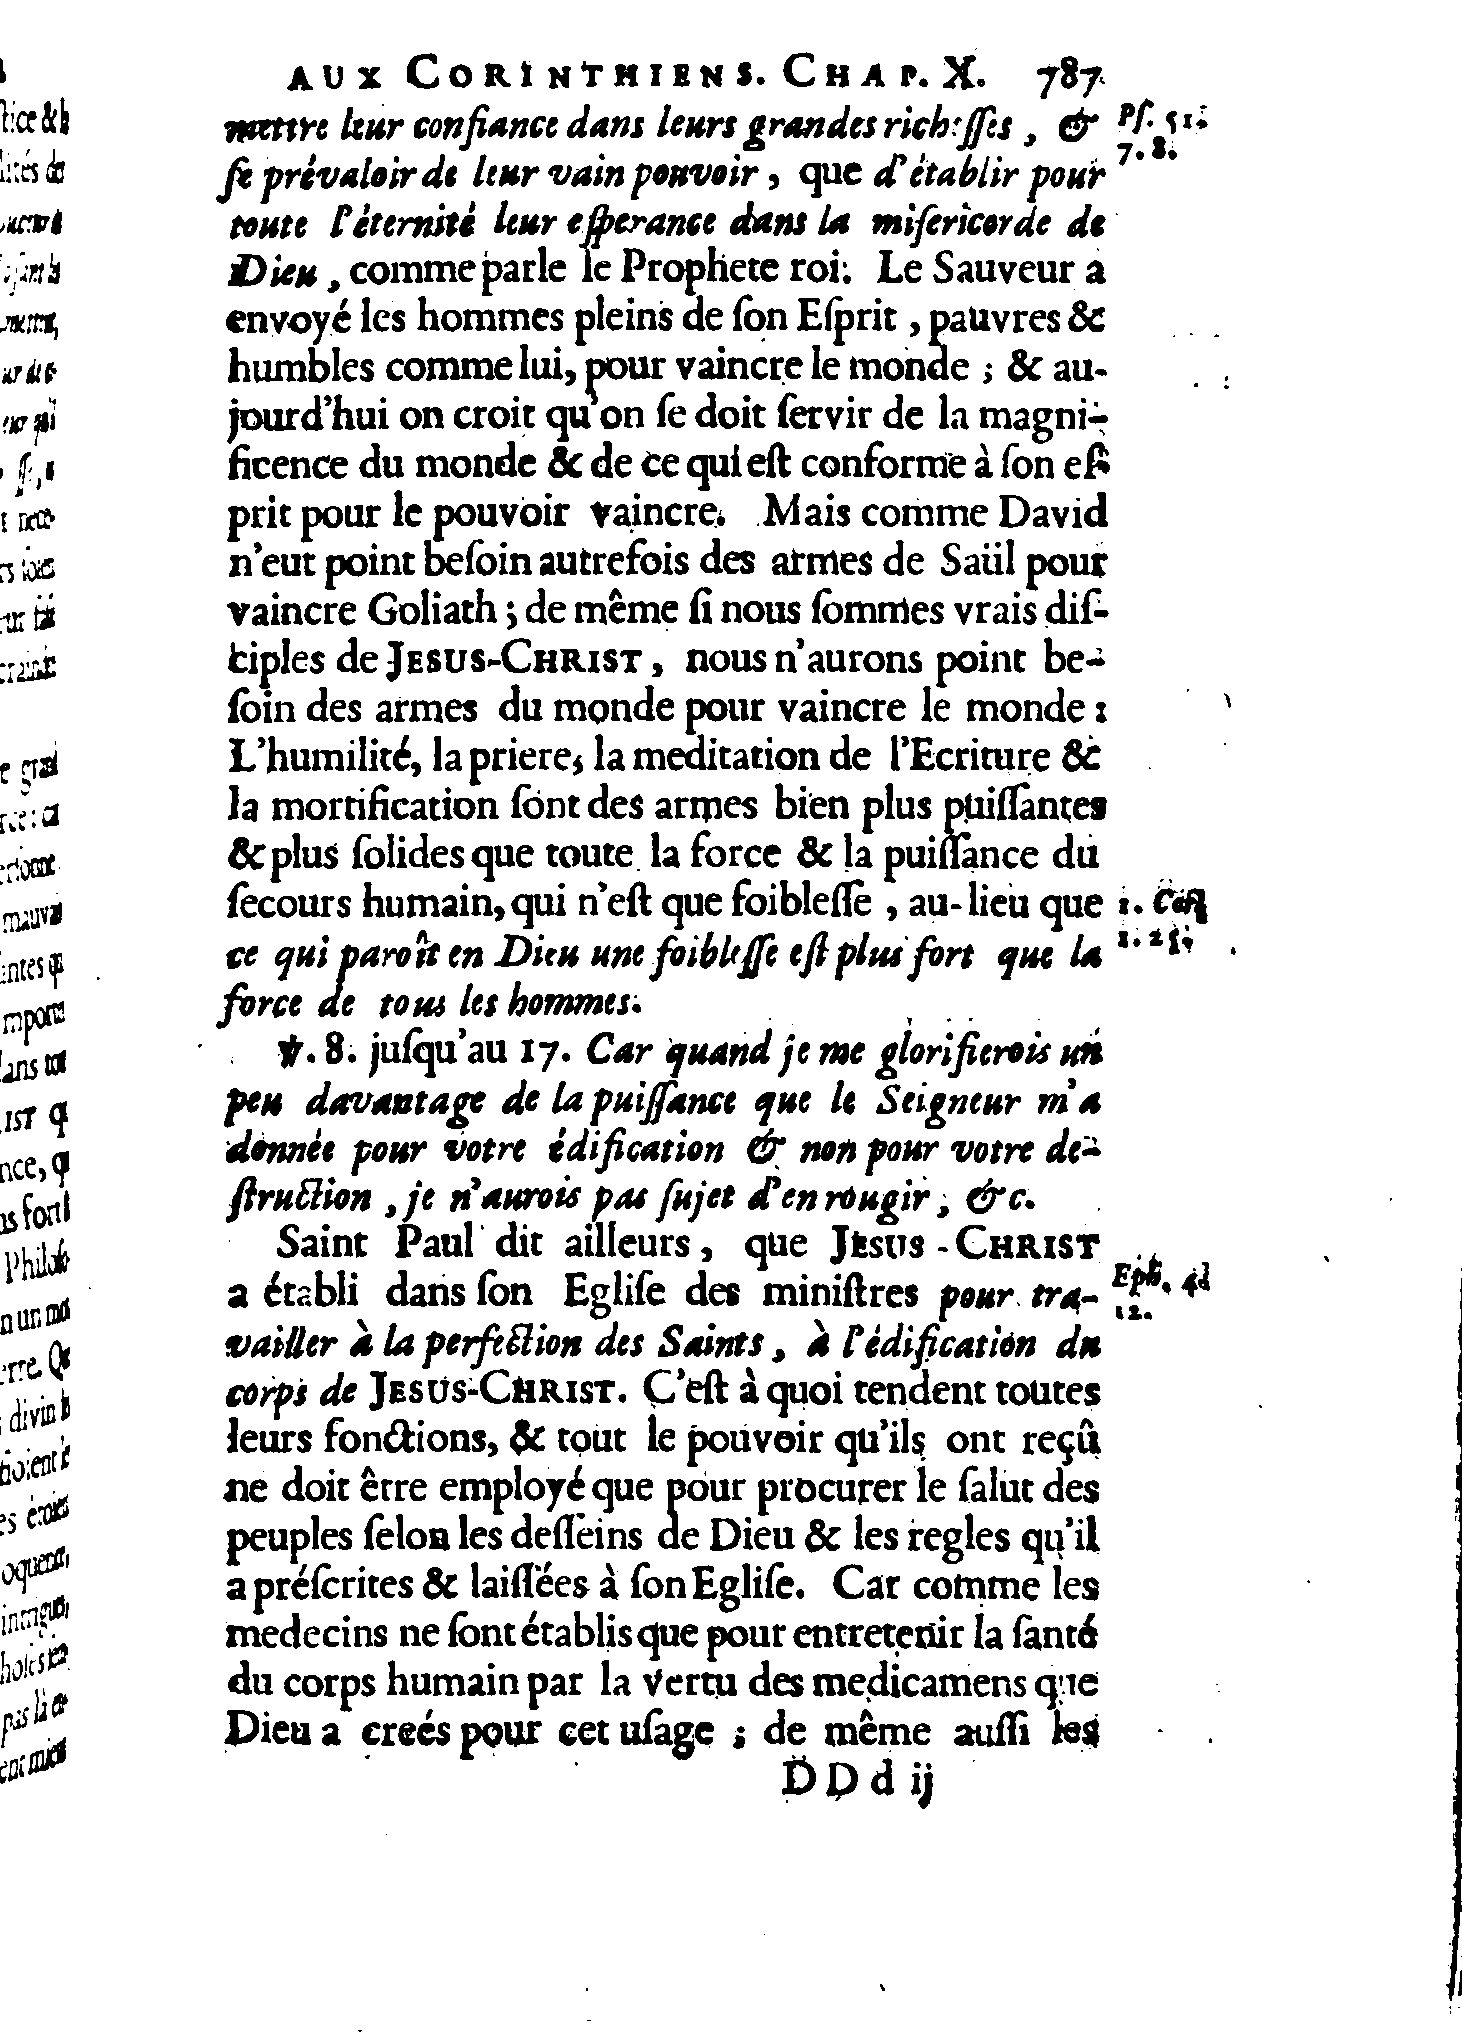 AUX CORINTHIENS. CHAP. X. 787
mettre leur confiance dans leurs grandes richesses, &
ſe prévaloir de leur vain pouvoir, que d'établir pour
toute l'éternité leur eſperance dans la miſericorde de
Dieu, comme parle le Prophete roi. Le Sauveur a
envoyé les hommes pleins de ſon Eſprit, pauvres &
humbles comme lui, pour vaincre le monde ; & au-
jourd'hui on croit qu'on ſe doit ſervir de la magni-
ficence du monde & de ce qui eſt conforme à ſon eſ-
prit pour le pouvoir vaincre. Mais comme David
n'eut point beſoin autrefois des armes de Saül pour
vaincre Goliath ; de même ſi nous ſommes vrais diſ-
ciples de JESUS-CHRIST, nous n'aurons point be-
ſoin des armes du monde pour vaincre le monde :
L'humilité, la priere, la meditation de l'Ecriture &
la mortification ſont des armes bien plus puiſſantes
& plus ſolides que toute la force & la puiſſance du
ſecours humain, qui n'eſt que foibleſſe, au-lieu que
ce qui paroît en Dieu une foibleſſe eſt plus fort que la
force de tous les hommes.
℣. 8. juſqu'au 17. Car quand je me glorifierois un
peu davantage de la puiſſance que le Seigneur m'a
donnée pour votre édification & non pour votre de-
ſtruction, je n'aurois pas ſujet d'en rougir, &c.
Saint Paul dit ailleurs, que JESUS-CHRIST
a établi dans ſon Egliſe des miniſtres pour tra-
vailler à la perfection des Saints, à l'édification du
corps de JESUS-CHRIST. C'eſt à quoi tendent toutes
leurs fonctions, & tout le pouvoir qu'ils ont reçû
ne doit être employé que pour procurer le ſalut des
peuples ſelon les deſſeins de Dieu & les regles qu'il
a préſcrites & laiſſées à ſon Egliſe. Car comme les
medecins ne ſont établis que pour entretenir la ſanté
du corps humain par la vertu des medicamens que
Dieu a creés pour cet uſage ; de même auſſi les
DDd ij
Pſ. 51.
7. 8.
1. Cor.
1. 25.
Eph. 4.
12.